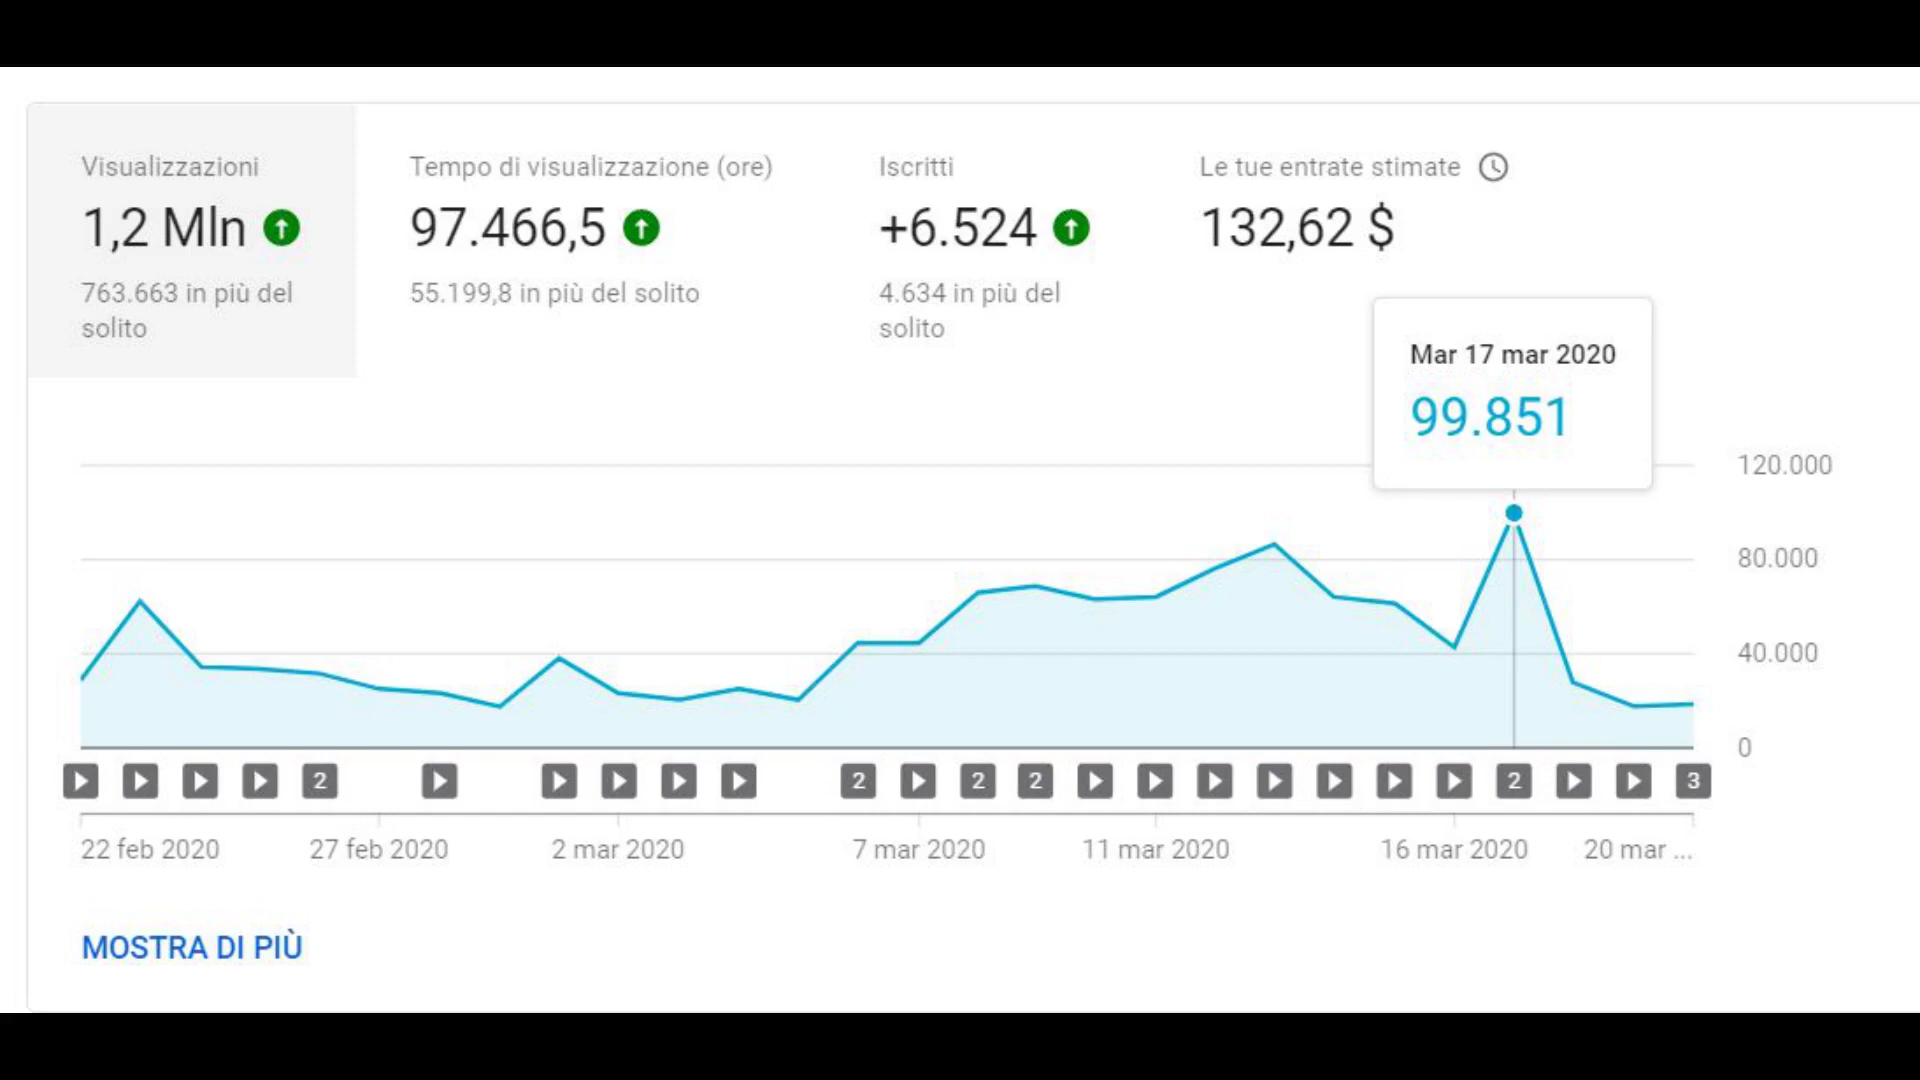 Visualizzazioni
1,2 Mln
763.663 in più del
solito
Tempo di visualizzazione (ore)
97.466,5
55.199,8 in più del solito
Iscritti
+6.524
4.634 in più del
solito
Le tue entrate stimate
132,62 $
Mar 17 mar 2020
99.851
120.000
80.000
40.000
0
2 2 2 2 2 3
22 feb 2020 27 feb 2020 2 mar 2020 7 mar 2020 11 mar 2020 16 mar 2020 20 mar ...
MOSTRA DI PIÙ